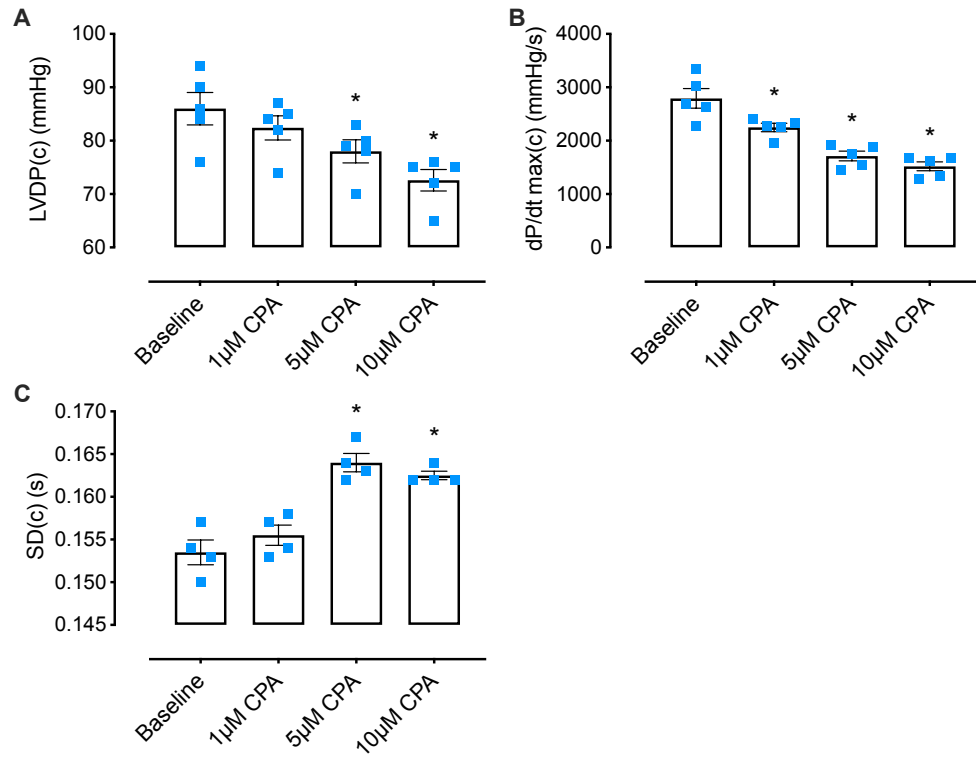 A
LVDP(c) (mmHg)
100
90
80
70
60
*
*
Baseline
1μM CPA
5μM CPA
10μM CPA
B
dP/dt max(c) (mmHg/s)
4000
3000
2000
1000
0
*
*
*
Baseline
1μM CPA
5μM CPA
10μM CPA
C
SD(c) (s)
0.170
0.165
0.160
0.155
0.150
0.145
*
*
Baseline
1μM CPA
5μM CPA
10μM CPA